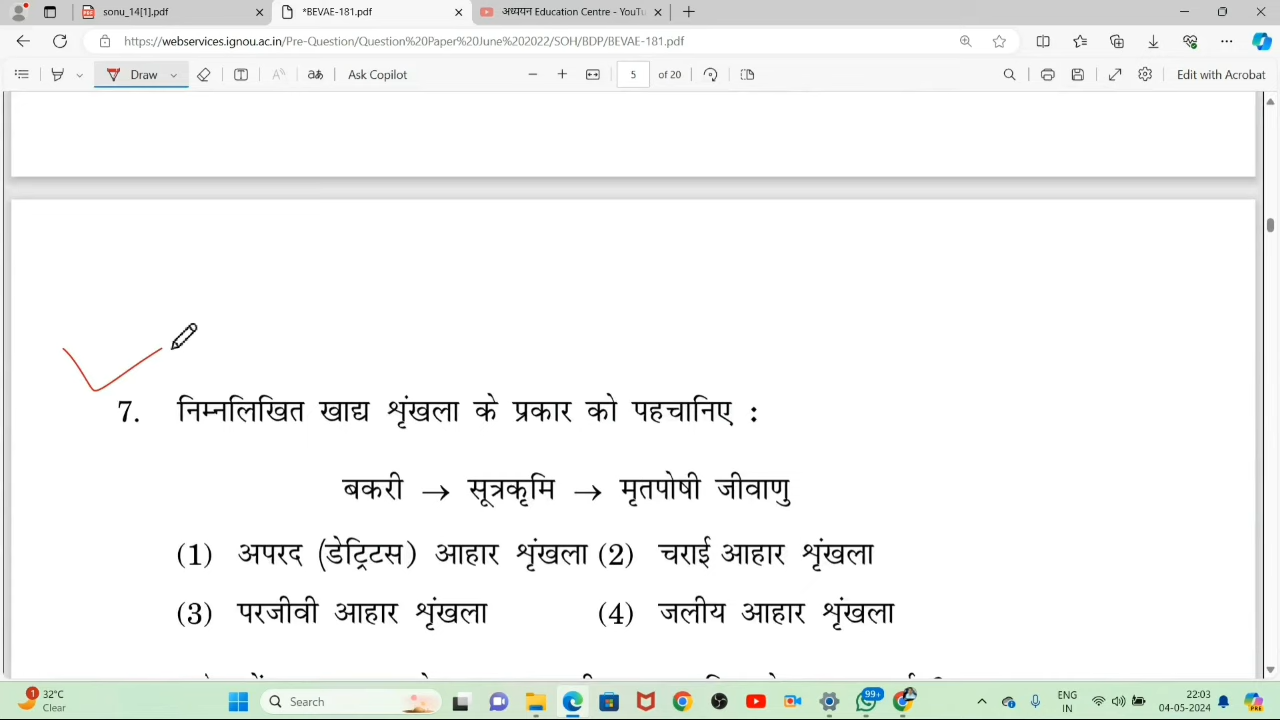 sonu_14[1].pdf
*BEVAE-181.pdf
अध्ययन Education Centre - YouTu
https://webservices.ignou.ac.in/Pre-Question/Question%20Paper%20June%202022/SOH/BDP/BEVAE-181.pdf
Draw
Ask Copilot
5 of 20
Edit with Acrobat
7. निम्नलिखित खाद्य शृंखला के प्रकार को पहचानिए :
बकरी → सूत्रकृमि → मृतपोषी जीवाणु
(1) अपरद (डेट्रिटस) आहार शृंखला (2) चराई आहार शृंखला
(3) परजीवी आहार शृंखला (4) जलीय आहार शृंखला
1
32°C
Clear
Search
99+
ENG
IN
22:03
04-05-2024